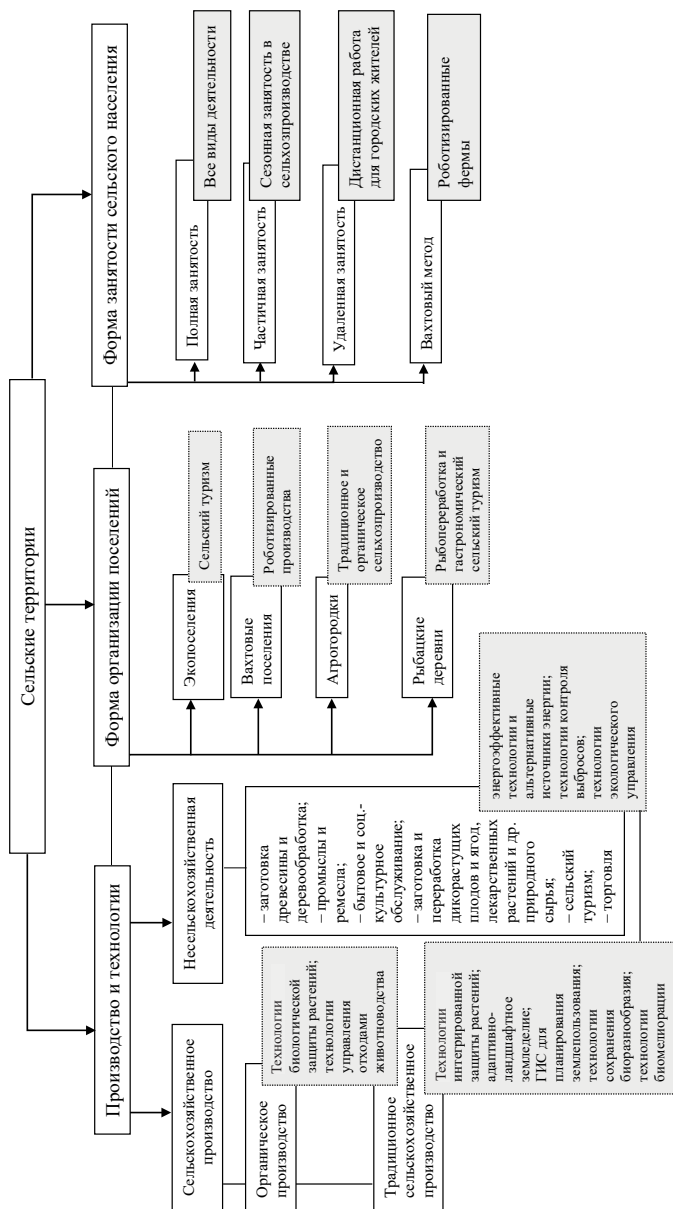 Сельские территории
Производство и технологии
Форма организации поселений
Форма занятости сельского населения
Сельскохозяйственное
производство
Несельскохозяйственная
деятельность
Органическое
производство
Технологии
биологической
защиты растений;
технологии
управления
отходами
животноводства
Традиционное
сельскохозяйственное
производство
Технологии
интегрированной
защиты растений;
адаптивно-
ландшафтное
земледелие;
ГИС для
планирования
землепользования;
технологии
сохранения
биоразнообразия;
технологии
биомелиорации
– заготовка
древесины и
деревообработка;
– промыслы и
ремесла;
– бытовое и соц.-
культурное
обслуживание;
– заготовка и
переработка
дикорастущих
плодов и ягод,
лекарственных
растений и др.
природного
сырья;
– сельский
туризм;
– торговля
энергоэффективные
технологии и
альтернативные
источники энергии;
технологии контроля
выбросов;
технологии
экологического
управления
Экопоселения
Сельский туризм
Вахтовые
поселения
Роботизированные
производства
Агрогородки
Традиционное и
органическое
сельхозпроизводство
Рыбацкие
деревни
Рыбопереработка и
гастрономический
сельский туризм
Полная занятость
Все виды деятельности
Частичная занятость
Сезонная занятость в
сельхозпроизводстве
Удаленная занятость
Дистанционная работа
для городских жителей
Вахтовый метод
Роботизированные
фермы